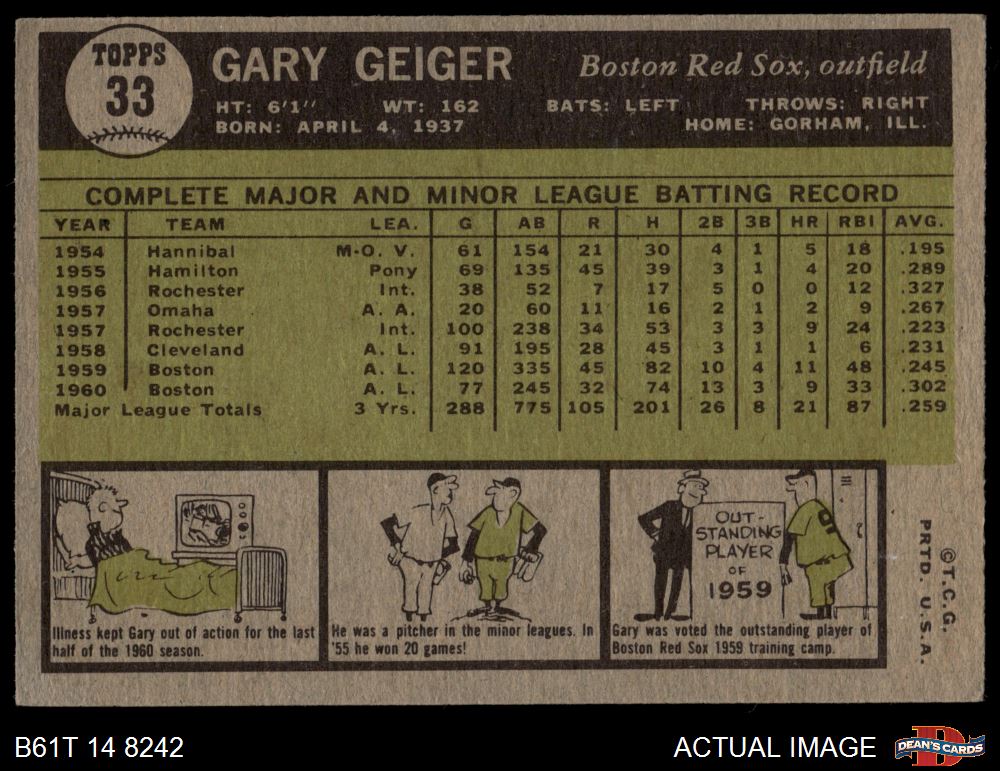 TOPPS
33
GARY GEIGER
Boston Red Sox, outfield
HT: 6'1" WT: 162 BATS: LEFT THROWS: RIGHT
BORN: APRIL 4, 1937 HOME: GORHAM, ILL.
COMPLETE MAJOR AND MINOR LEAGUE BATTING RECORD
YEAR TEAM LEA. G AB R H 2B 3B HR RBI AVG.
1954 Hannibal M-O. V. 61 154 21 30 4 1 5 18 .195
1955 Hamilton Pony 69 135 45 39 3 1 4 20 .289
1956 Rochester Int. 38 52 7 17 5 0 0 12 .327
1957 Omaha A. A. 20 60 11 16 2 1 2 9 .267
1957 Rochester Int. 100 238 34 53 3 3 9 24 .223
1958 Cleveland A. L. 91 195 28 45 3 1 1 6 .231
1959 Boston A. L. 120 335 45 82 10 4 11 48 .245
1960 Boston A. L. 77 245 32 74 13 3 9 33 .302
Major League Totals 3 Yrs. 288 775 105 201 26 8 21 87 .259
Illness kept Gary out of action for the last
half of the 1960 season.
He was a pitcher in the minor leagues. In
'55 he won 20 games!
OUT-
STANDING
PLAYER
OF
1959
Gary was voted the outstanding player of
Boston Red Sox 1959 training camp.
© T.C.G.
PRTD. U.S.A.
B61T 14 8242
ACTUAL IMAGE
DEAN'S CARDS